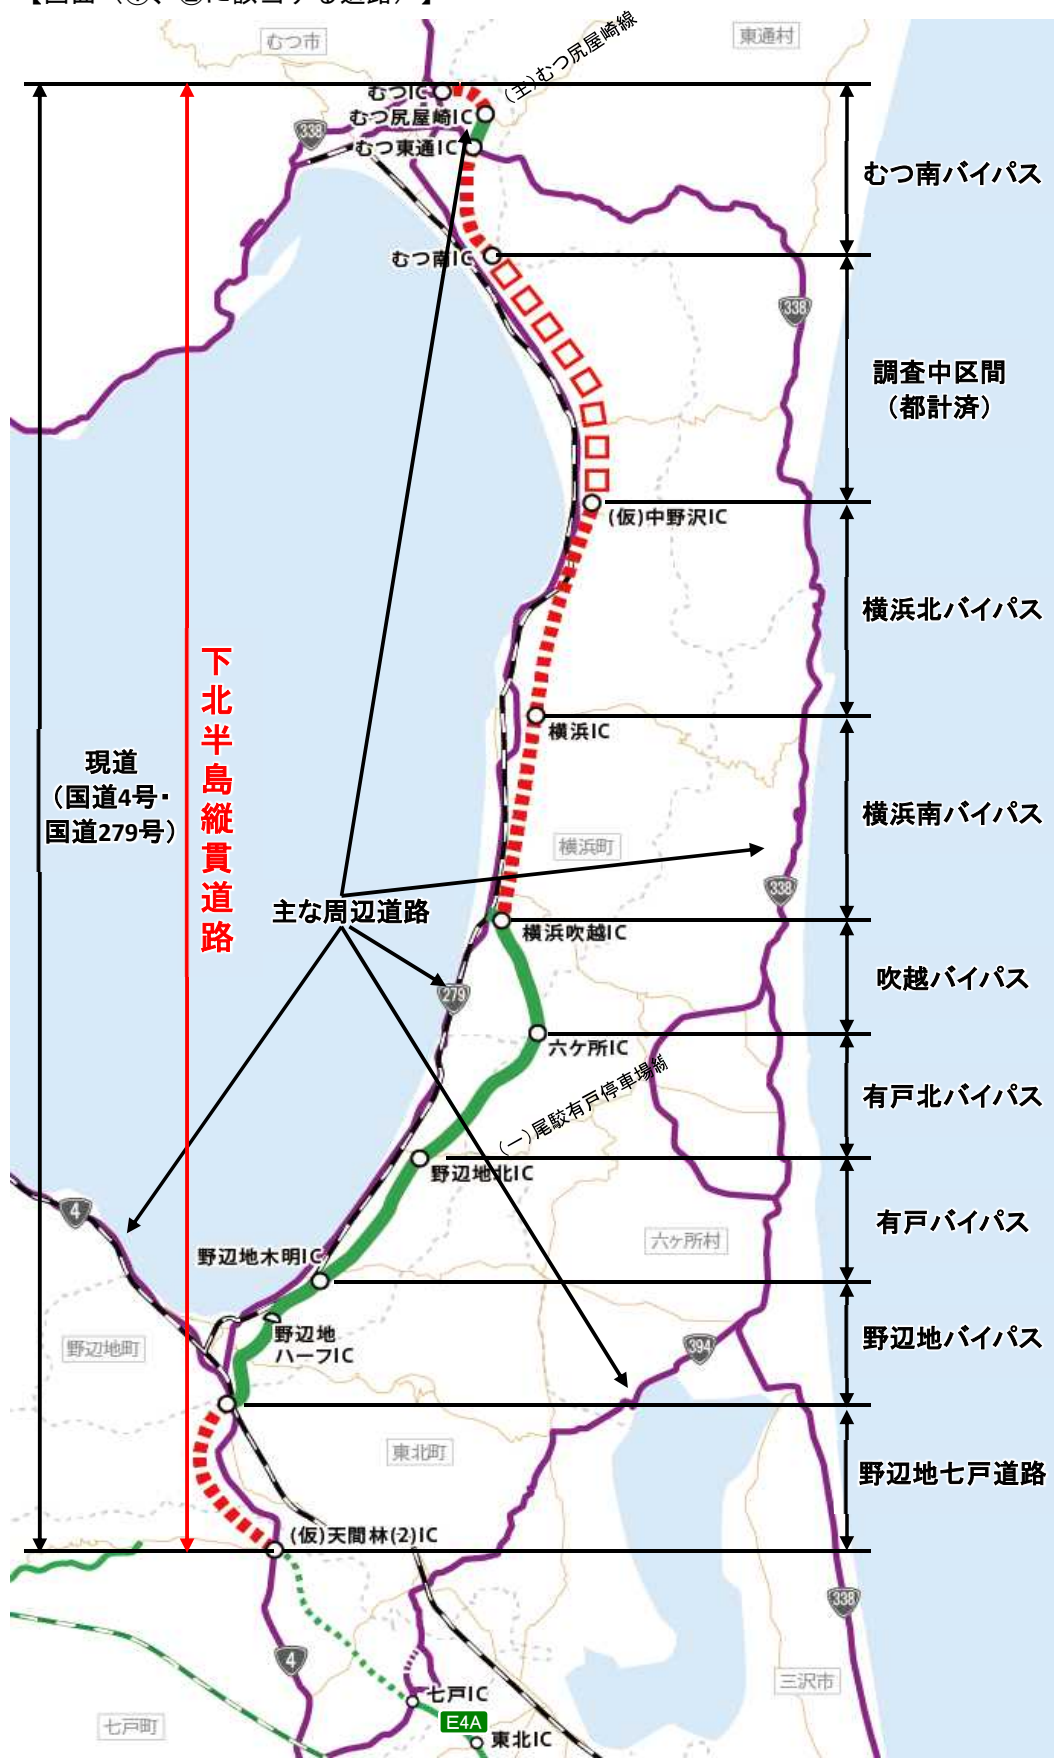 むつ市
東通村
(主)むつ尻屋崎線
むつIC
むつ尻屋崎IC
338
むつ東通IC
むつ南バイパス
むつ南IC
338
調査中区間
（都計済）
(仮)中野沢IC
横浜北バイパス
下北半島縦貫道路
横浜IC
現道
（国道4号・
国道279号）
横浜南バイパス
横浜町
338
主な周辺道路
横浜吹越IC
吹越バイパス
279
六ケ所IC
(一)尾駮有戸停車場
有戸北バイパス
野辺地北IC
4
有戸バイパス
六ヶ所村
野辺地木明IC
野辺地
ハーフIC
野辺地町
394
野辺地バイパス
東北町
野辺地七戸道路
(仮)天間林(2)IC
338
4
三沢市
七戸IC
E4A
七戸町
東北IC